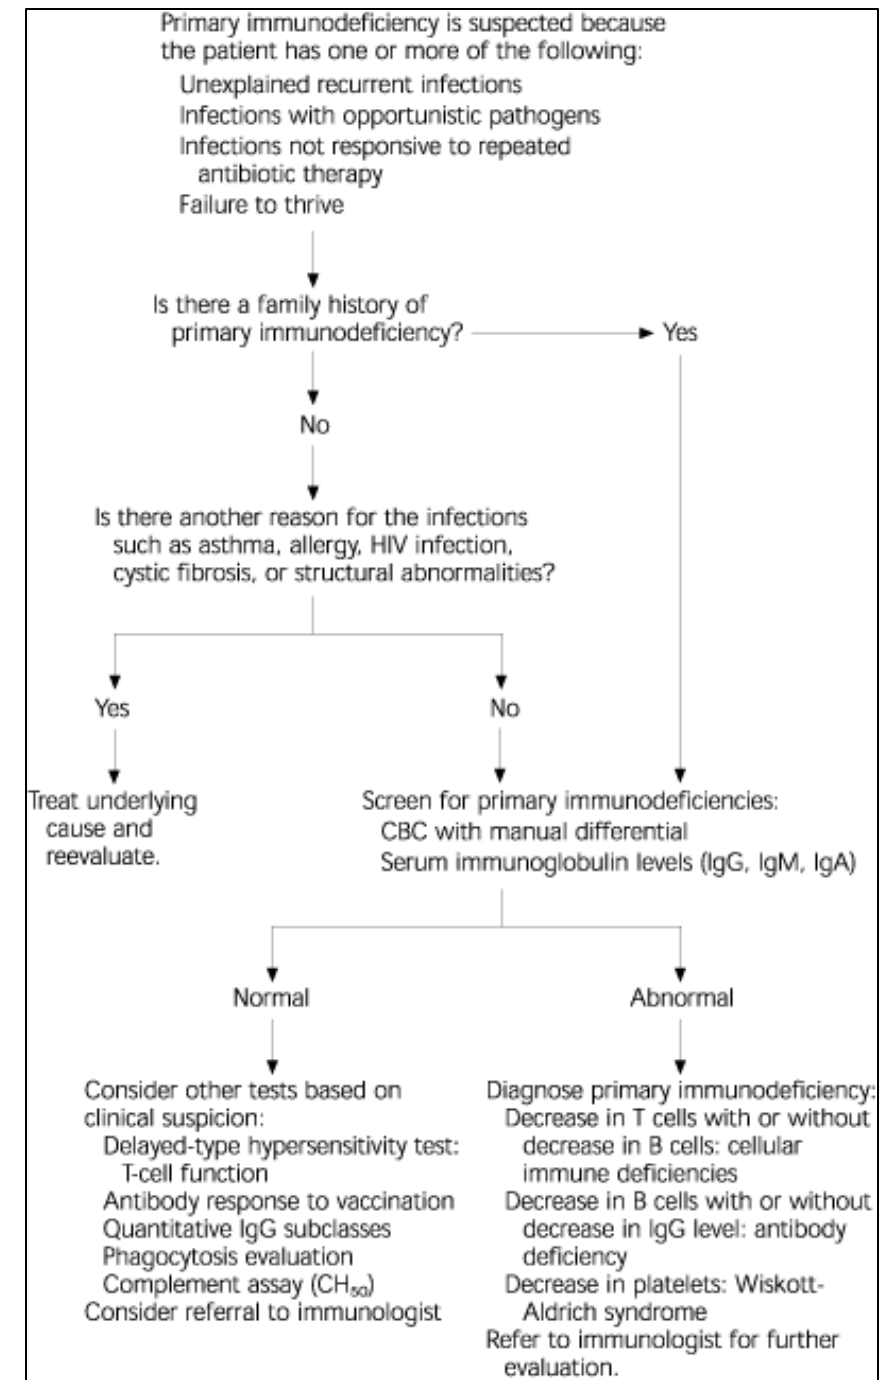 Primary immunodeficiency is suspected because
the patient has one or more of the following:
Unexplained recurrent infections
Infections with opportunistic pathogens
Infections not responsive to repeated
antibiotic therapy
Failure to thrive
Is there a family history of
primary immunodeficiency?
Yes
No
Is there another reason for the infections
such as asthma, allergy, HIV infection,
cystic fibrosis, or structural abnormalities?
Yes
No
Treat underlying
cause and
reevaluate.
Screen for primary immunodeficiencies:
CBC with manual differential
Serum immunoglobulin levels (IgG, IgM, IgA)
Normal
Abnormal
Consider other tests based on
clinical suspicion:
Delayed-type hypersensitivity test:
T-cell function
Antibody response to vaccination
Quantitative IgG subclasses
Phagocytosis evaluation
Complement assay (CH₅₀)
Consider referral to immunologist
Diagnose primary immunodeficiency:
Decrease in T cells with or without
decrease in B cells: cellular
immune deficiencies
Decrease in B cells with or without
decrease in IgG level: antibody
deficiency
Decrease in platelets: Wiskott-
Aldrich syndrome
Refer to immunologist for further
evaluation.